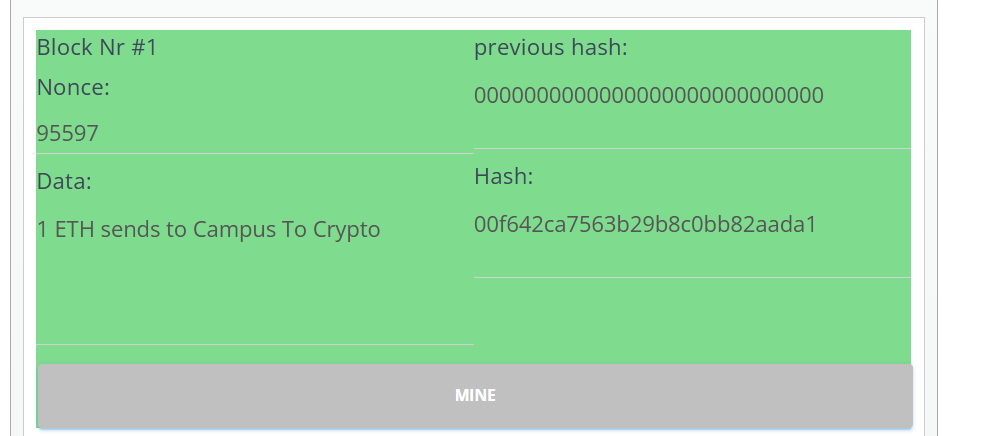 Block Nr #1
Nonce:
95597
Data:
1 ETH sends to Campus To Crypto
previous hash:
0000000000000000000000000000
Hash:
00f642ca7563b29b8c0bb82aada1
MINE